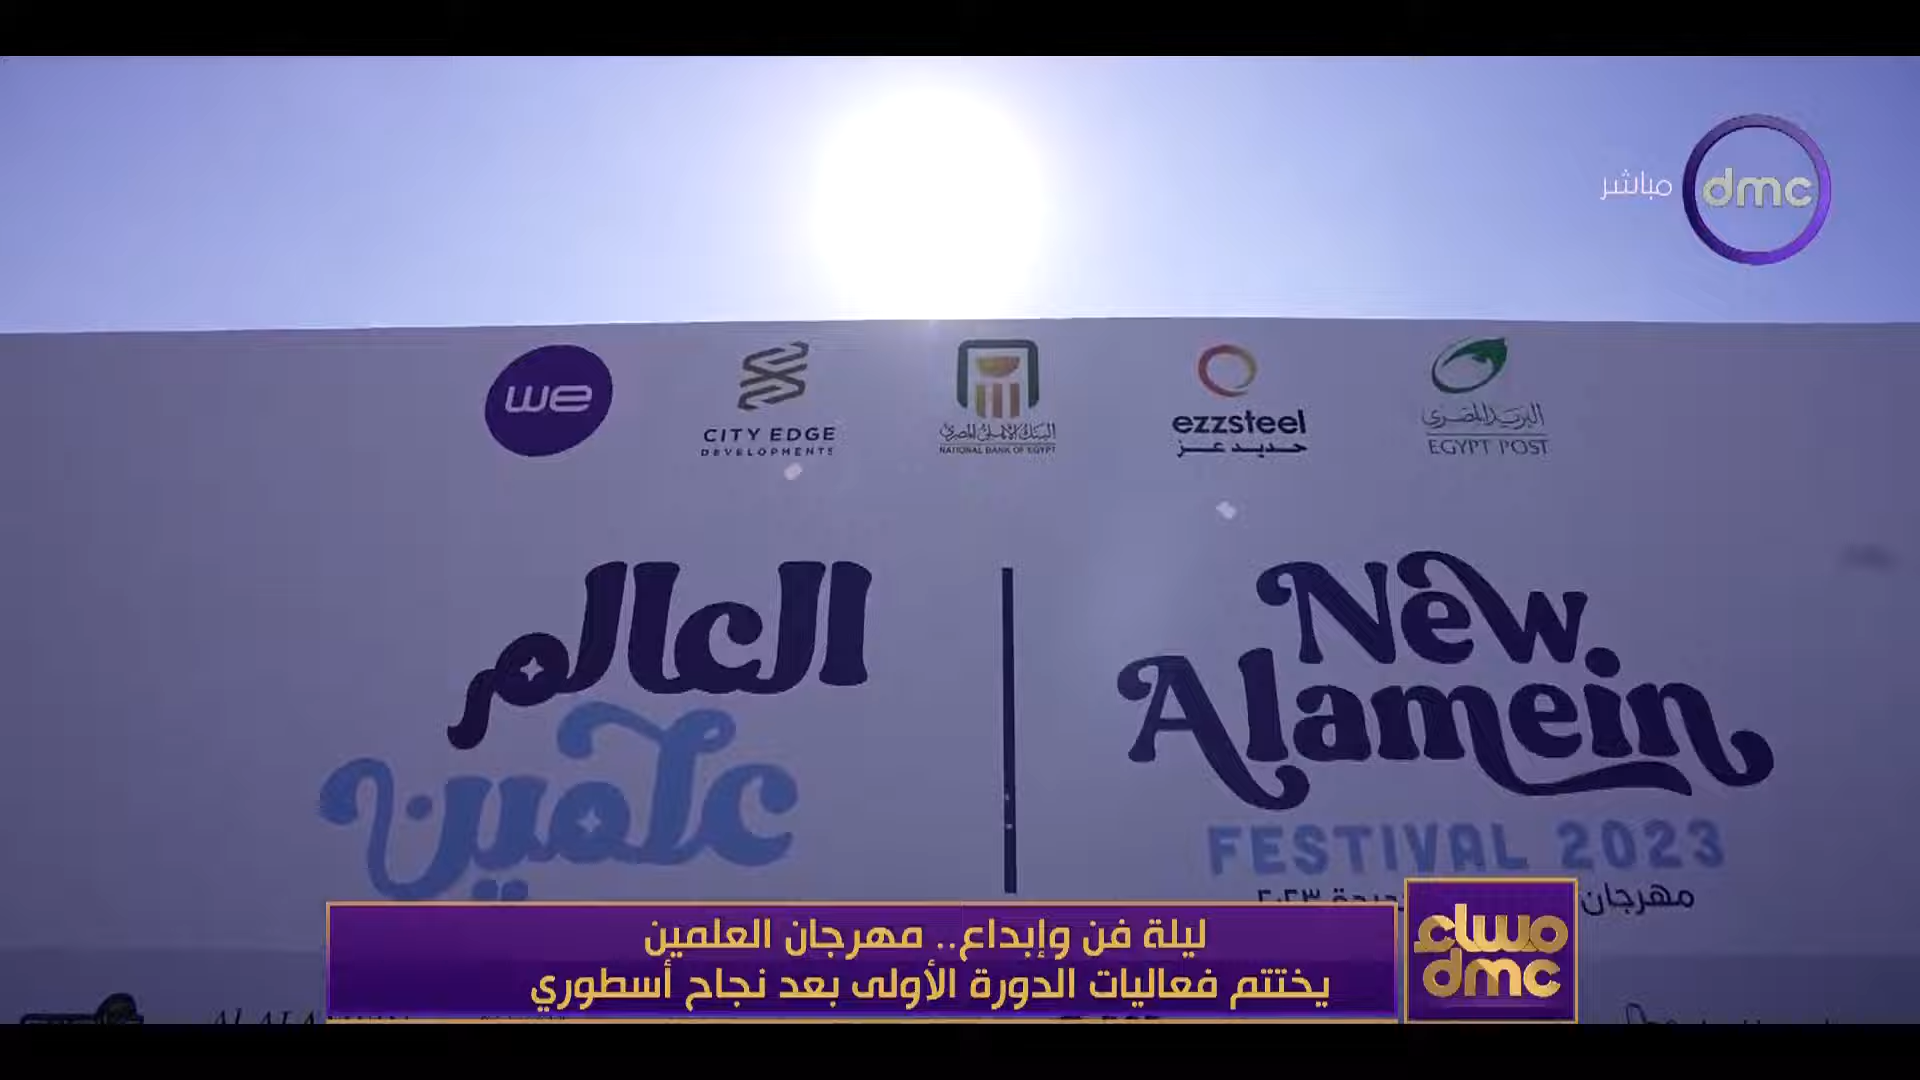 مباشر
dmc
we
CITY EDGE
DEVELOPMENTS
البنك الأهلي المصري
NATIONAL BANK OF EGYPT
ezzsteel
حديد عز
البريد المصري
EGYPT POST
العالم
علمين
New
Alamein
FESTIVAL 2023
مهرجان
٢٠٢٣
ليلة فن وإبداع.. مهرجان العلمين
يختتم فعاليات الدورة الأولى بعد نجاح أسطوري
مساء
dmc